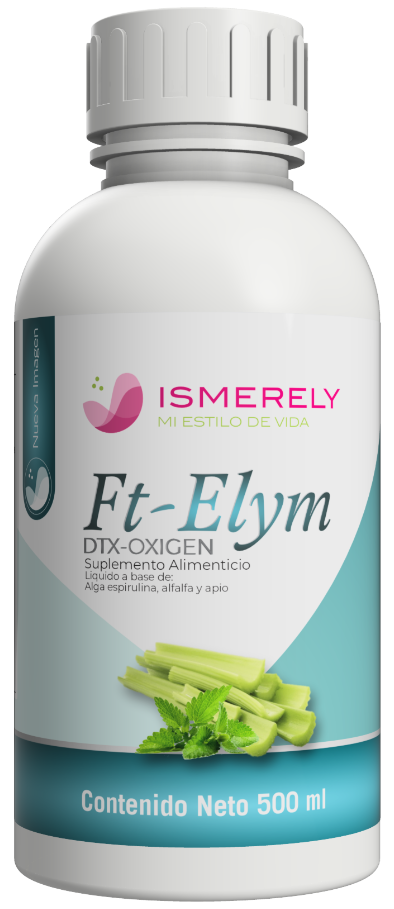 Nueva Imagen
ISMERELY
MI ESTILO DE VIDA
Ft-Elym
DTX-OXIGEN
Suplemento Alimenticio
Líquido a base de:
Alga espirulina, alfalfa y apio
Contenido Neto 500 ml